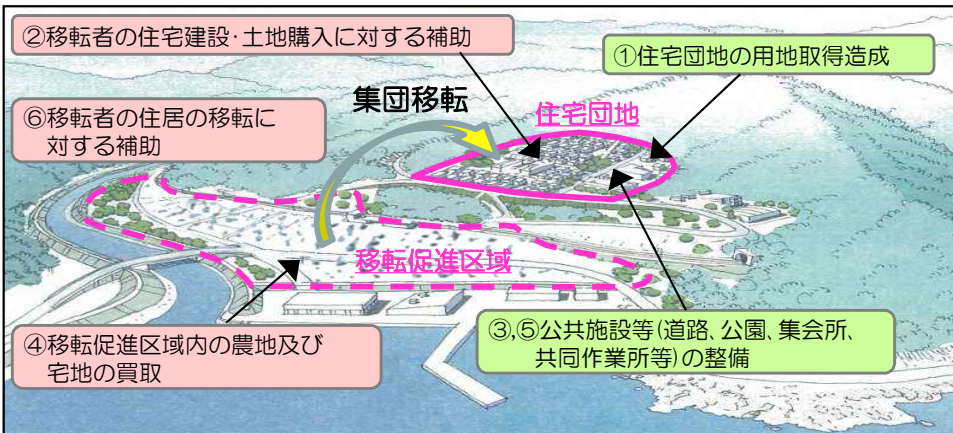 ②移転者の住宅建設･土地購入に対する補助
①住宅団地の用地取得造成
集団移転
住宅団地
⑥移転者の住居の移転に
対する補助
移転促進区域
④移転促進区域内の農地及び
宅地の買取
③,⑤公共施設等(道路、公園、集会所、
共同作業所等)の整備